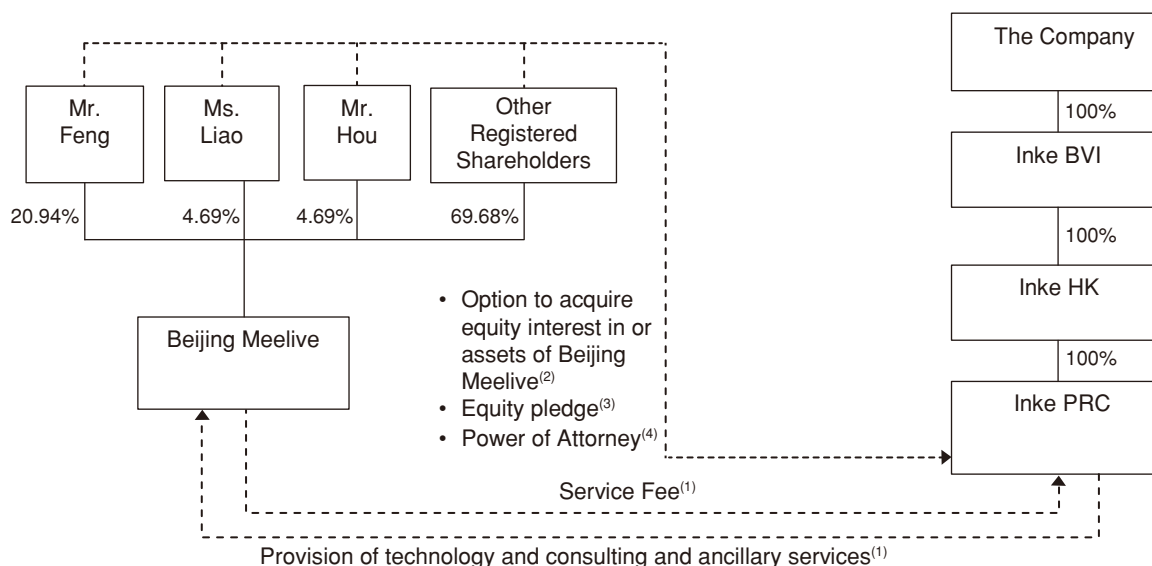 The Company
100%
Inke BVI
100%
Inke HK
100%
Inke PRC
Mr.
Feng
Ms.
Liao
Mr.
Hou
Other
Registered
Shareholders
20.94%
4.69%
4.69%
69.68%
Beijing Meelive
• Option to acquire
equity interest in or
assets of Beijing
Meelive(2)
• Equity pledge(3)
• Power of Attorney(4)
Service Fee(1)
Provision of technology and consulting and ancillary services(1)